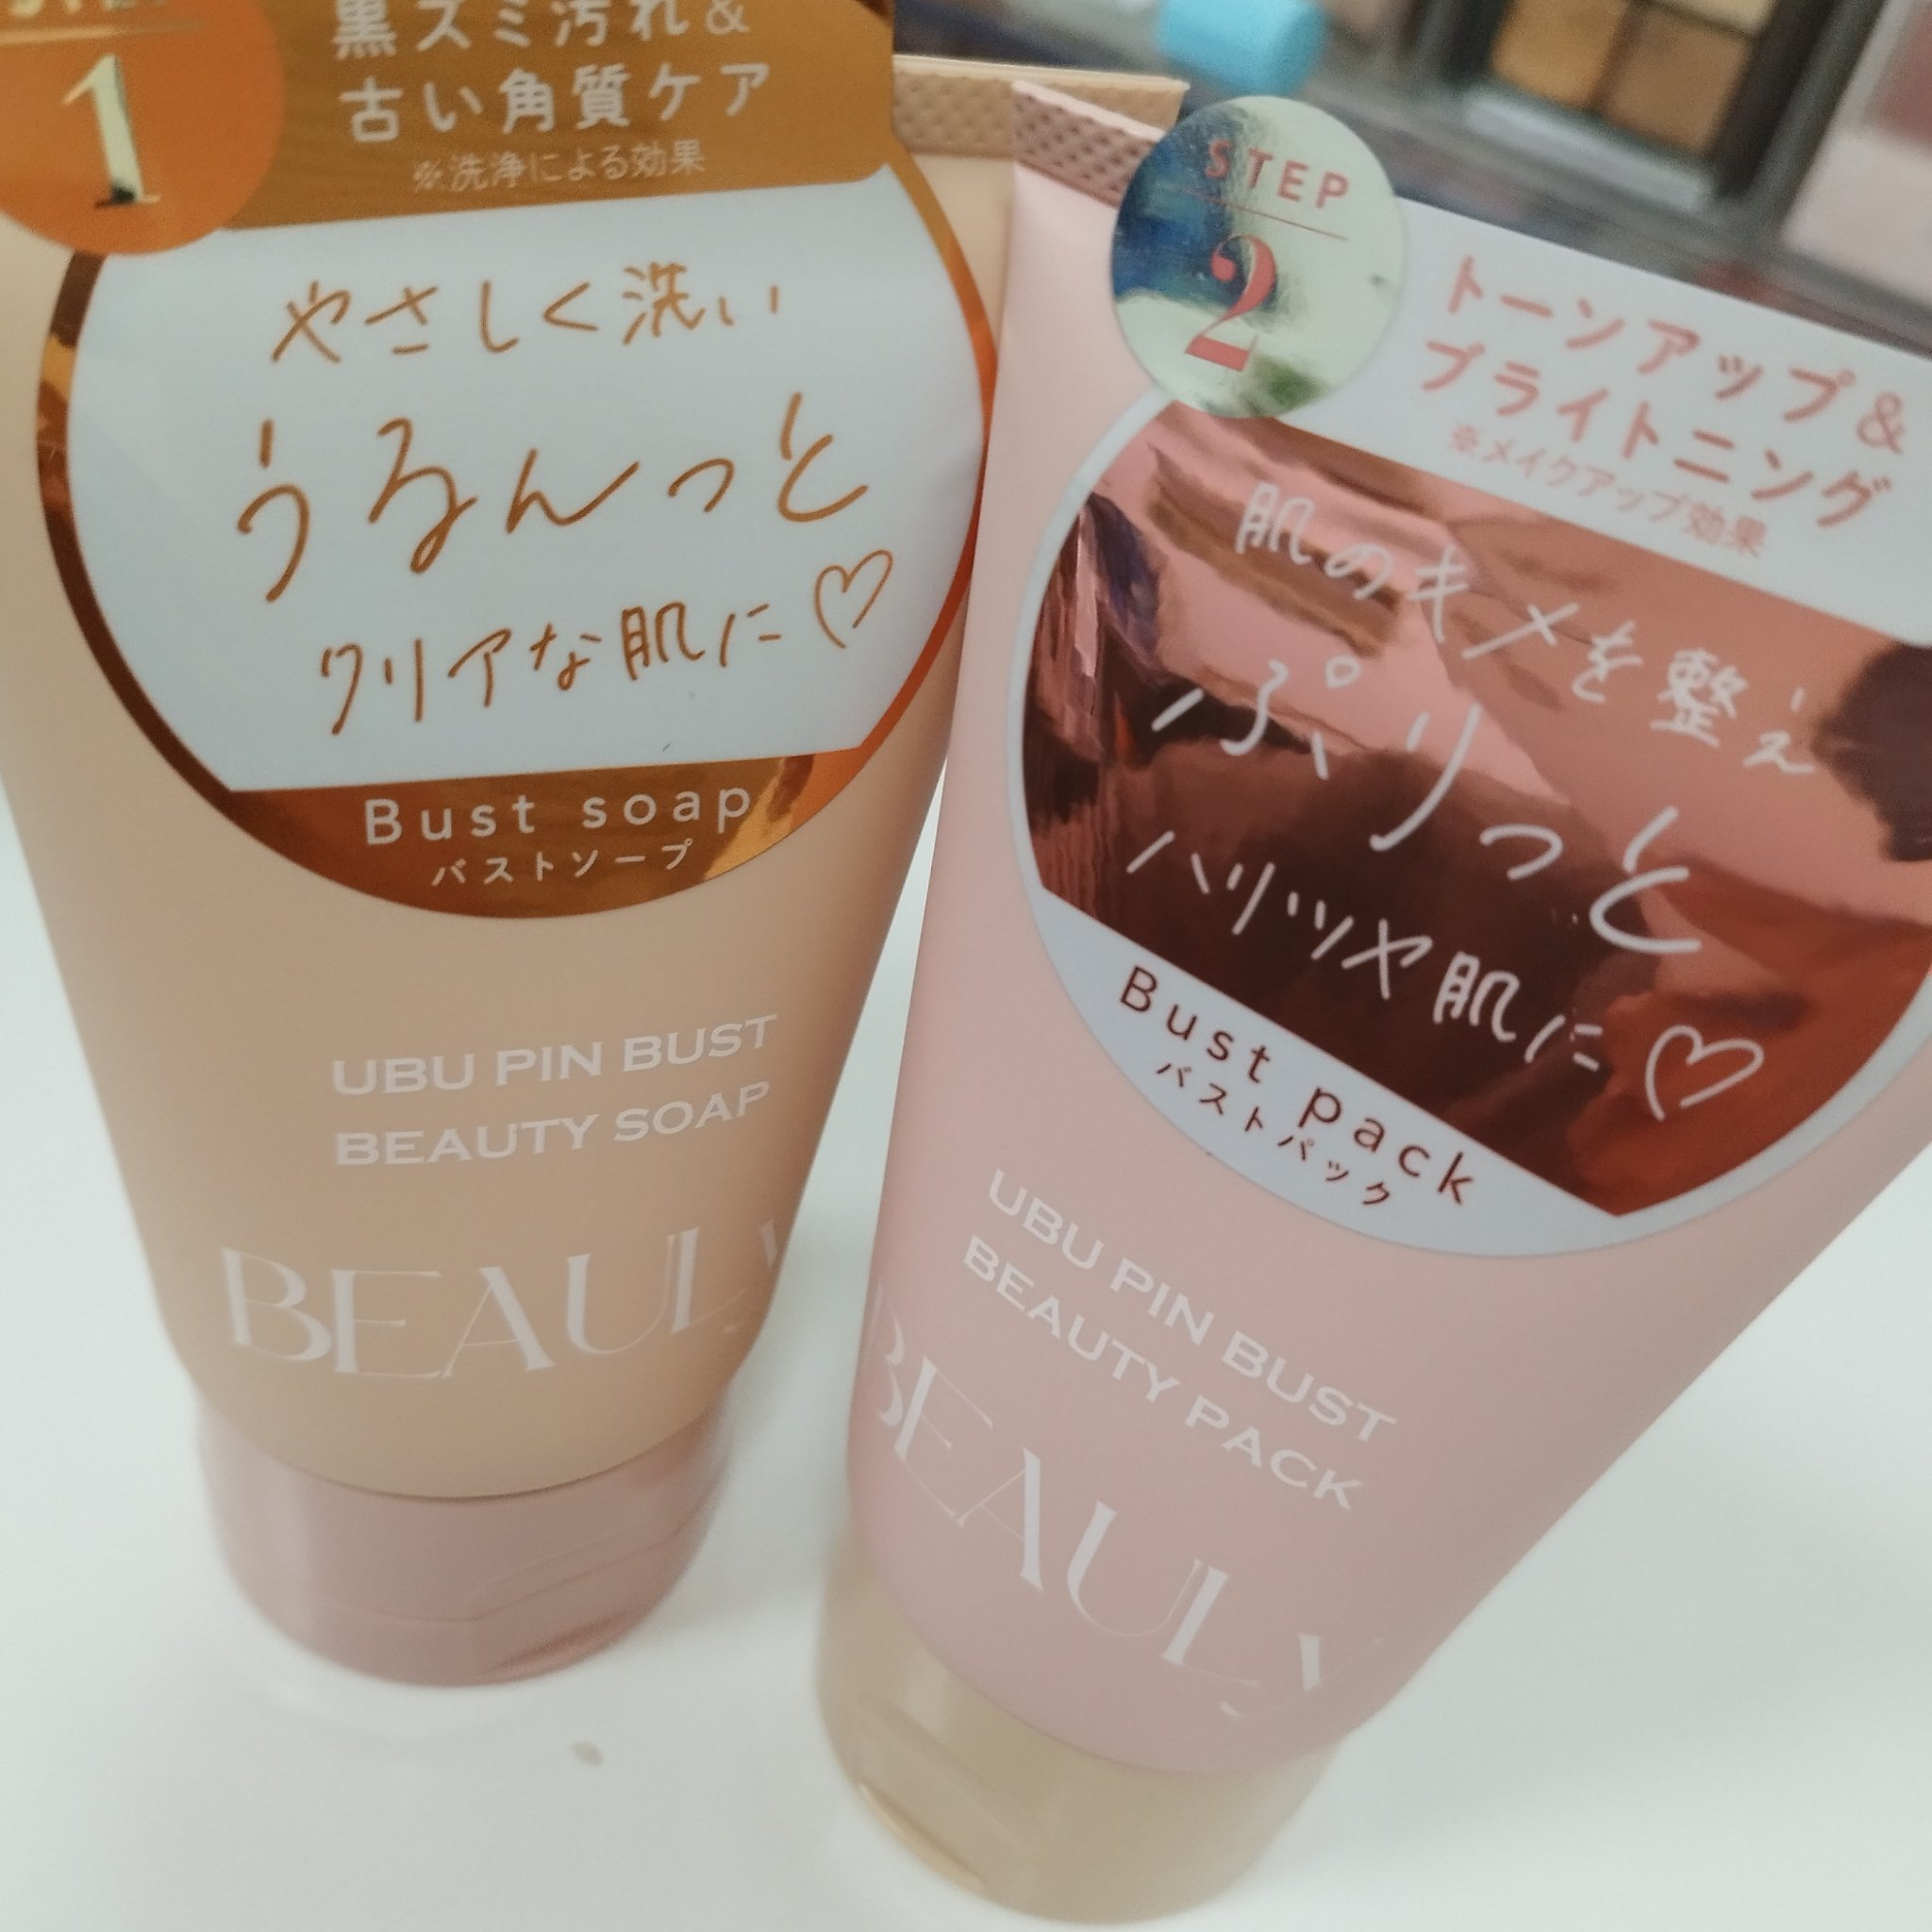 STEP
1
黒ズミ汚れ&
古い角質ケア
※洗浄による効果
やさしく洗い
うるんっと
クリアな肌に♡
Bust soap
バストソープ
UBU PIN BUST
BEAUTY SOAP
BEAULY
STEP
2
トーンアップ&
ブライトニング
※メイクアップ効果
肌のキメを整え
ぷりっと
ハリツヤ肌に♡
Bust pack
バストパック
UBU PIN BUST
BEAUTY PACK
BEAULY